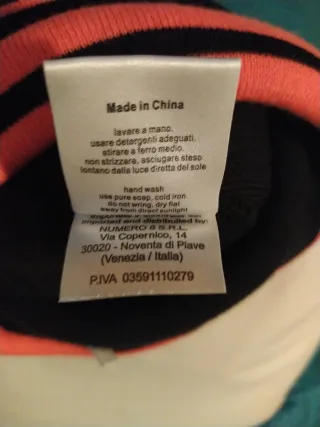 Made in China
lavare a mano.
usare detergenti adeguati.
stirare a ferro medio.
non strizzare, asciugare steso
lontano dalla luce diretta del sole
hand wash
use pure soap, cold iron.
do not wring, dry flat
away from direct sunlight
imported and distributed by:
NUMERO 8 S.R.L.
Via Copernico, 14
30020 - Noventa di Piave
(Venezia / Italia)
P.IVA 03591110279